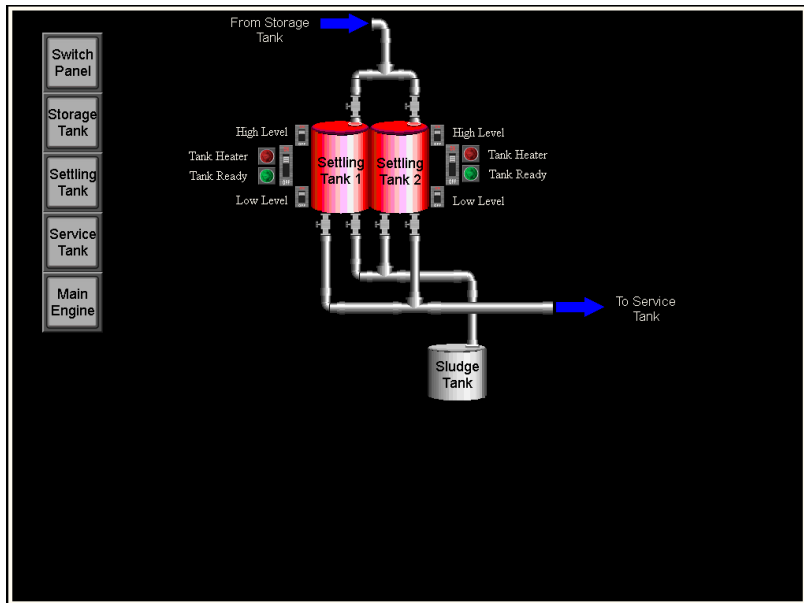 From Storage
Tank
Switch
Panel
Storage
Tank
Settling
Tank
Service
Tank
Main
Engine
High Level
High Level
Tank Heater
Tank Ready
Settling
Tank 1
Settling
Tank 2
Tank Heater
Tank Ready
Low Level
Low Level
To Service
Tank
Sludge
Tank